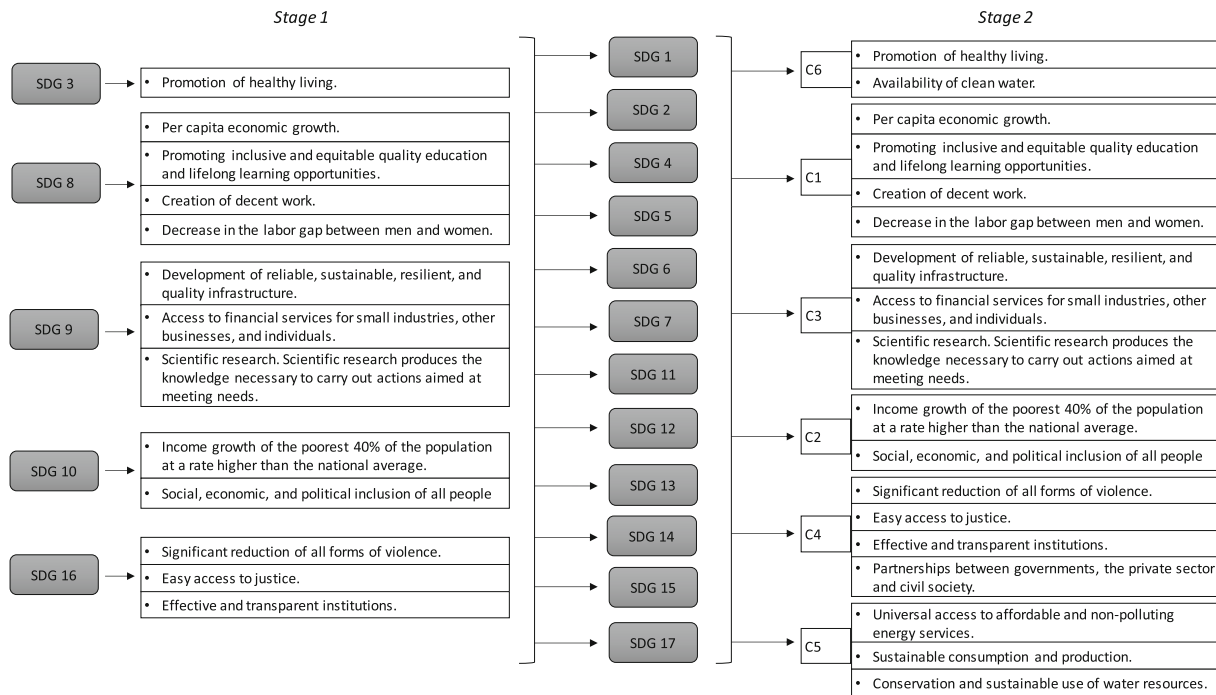 Stage 1
Stage 2
SDG 3
• Promotion of healthy living.
SDG 8
• Per capita economic growth.
• Promoting inclusive and equitable quality education
and lifelong learning opportunities.
• Creation of decent work.
• Decrease in the labor gap between men and women.
SDG 9
• Development of reliable, sustainable, resilient, and
quality infrastructure.
• Access to financial services for small industries, other
businesses, and individuals.
• Scientific research. Scientific research produces the
knowledge necessary to carry out actions aimed at
meeting needs.
SDG 10
• Income growth of the poorest 40% of the population
at a rate higher than the national average.
• Social, economic, and political inclusion of all people
SDG 16
• Significant reduction of all forms of violence.
• Easy access to justice.
• Effective and transparent institutions.
SDG 1
SDG 2
SDG 4
SDG 5
SDG 6
SDG 7
SDG 11
SDG 12
SDG 13
SDG 14
SDG 15
SDG 17
C6
• Promotion of healthy living.
• Availability of clean water.
C1
• Per capita economic growth.
• Promoting inclusive and equitable quality education
and lifelong learning opportunities.
• Creation of decent work.
• Decrease in the labor gap between men and women.
C3
• Development of reliable, sustainable, resilient, and
quality infrastructure.
• Access to financial services for small industries, other
businesses, and individuals.
• Scientific research. Scientific research produces the
knowledge necessary to carry out actions aimed at
meeting needs.
C2
• Income growth of the poorest 40% of the population
at a rate higher than the national average.
• Social, economic, and political inclusion of all people
C4
• Significant reduction of all forms of violence.
• Easy access to justice.
• Effective and transparent institutions.
• Partnerships between governments, the private sector
and civil society.
C5
• Universal access to affordable and non-polluting
energy services.
• Sustainable consumption and production.
• Conservation and sustainable use of water resources.